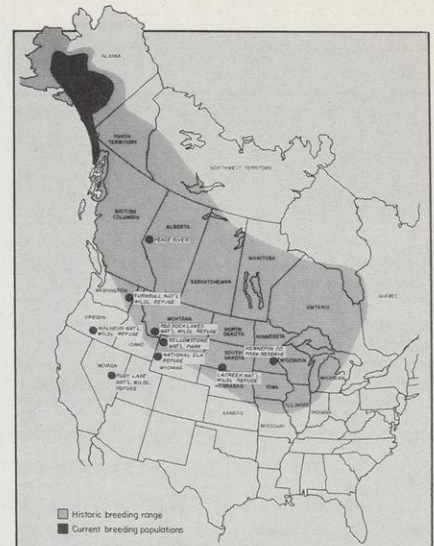 ALASKA
YUKON
TERRITORY
NORTHWEST TERRITORY
BRITISH
COLUMBIA
ALBERTA
PEACE RIVER
MANITOBA
SASKATCHEWAN
ONTARIO
QUEBEC
WASHINGTON
TURNBULL NAT'L
WILDL REFUGE
MONTANA
NORTH
DAKOTA
MINNESOTA
OREGON
MALHEUR NAT'L
WILDL REFUGE
RED ROCK LAKES
NAT'L WILDL REFUGE
YELLOWSTONE
NAT'L PARK
IDAHO
NATIONAL ELK
REFUGE
WYOMING
SOUTH
DAKOTA
HENNEPIN CO.
PARK RESERVE
WISCONSIN
MICHIGAN
NEVADA
RUBY LAKE
NAT'L WILDL
REFUGE
LACREEK NAT'L
WILDL REFUGE
NEBRASKA
IOWA
ILLINOIS
INDIANA
KANSAS
MISSOURI
Historic breeding range
Current breeding populations